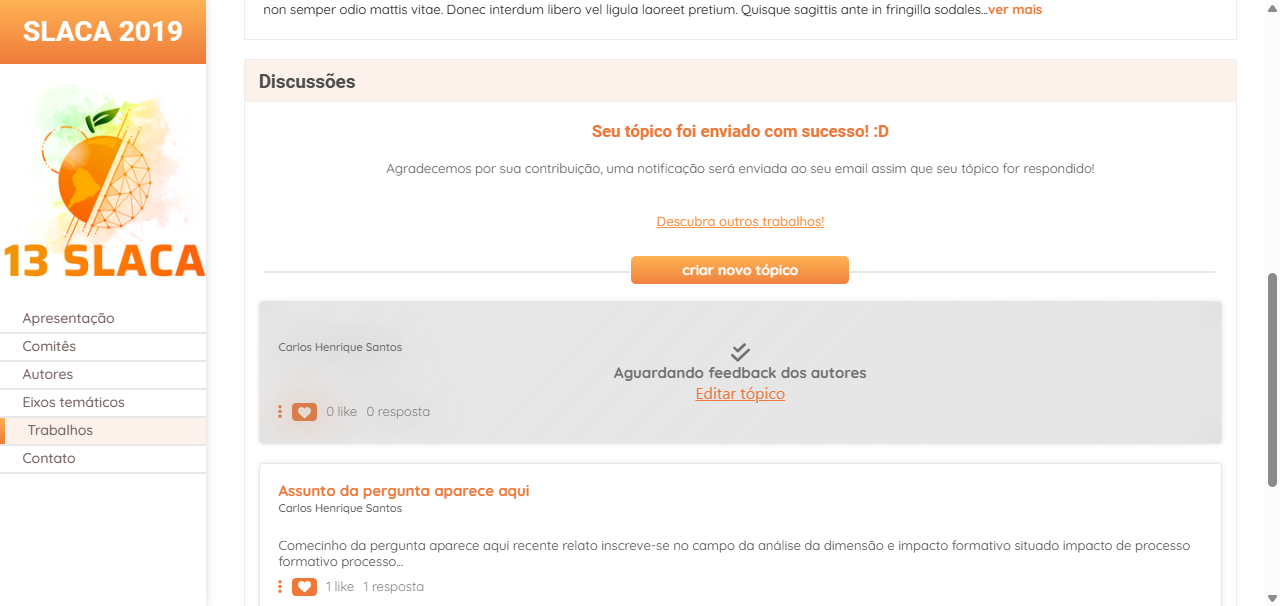 SLACA 2019
13 SLACA
Apresentação
Comitês
Autores
Eixos temáticos
Trabalhos
Contato
non semper odio mattis vitae. Donec interdum libero vel ligula laoreet pretium. Quisque sagittis ante in fringilla sodales...ver mais
Discussões
Seu tópico foi enviado com sucesso! :D
Agradecemos por sua contribuição, uma notificação será enviada ao seu email assim que seu tópico for respondido!
Descubra outros trabalhos!
criar novo tópico
Carlos Henrique Santos
Aguardando feedback dos autores
Editar tópico
0 like 0 resposta
Assunto da pergunta aparece aqui
Carlos Henrique Santos
Comecinho da pergunta aparece aqui recente relato inscreve-se no campo da análise da dimensão e impacto formativo situado impacto de processo
formativo processo...
1 like 1 resposta